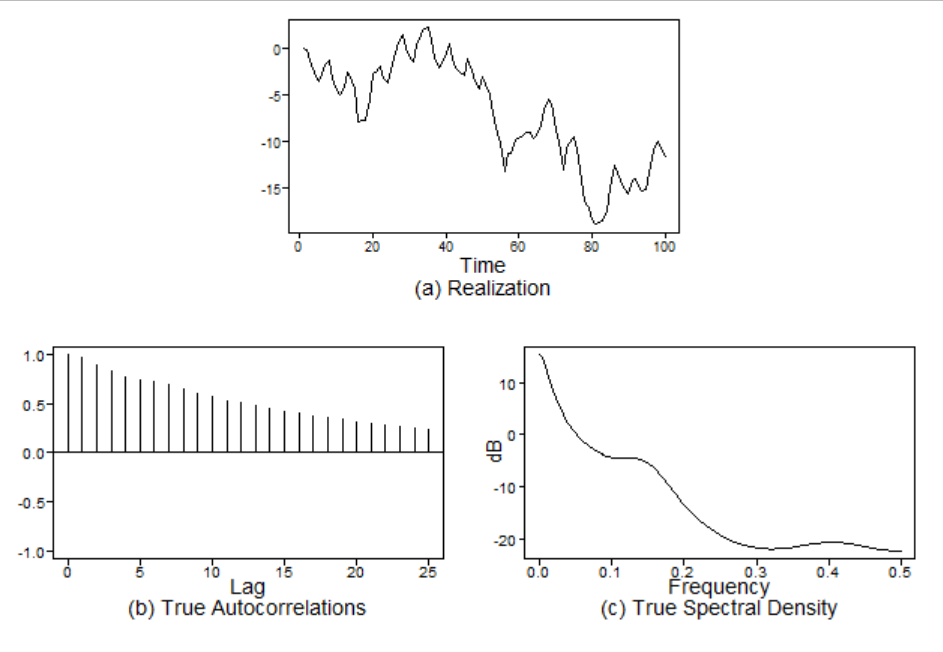 0
-5
-10
-15
0 20 40 60 80 100
Time
(a) Realization
1.0
0.5
0.0
-0.5
-1.0
0 5 10 15 20 25
Lag
(b) True Autocorrelations
dB
10
0
-10
-20
0.0 0.1 0.2 0.3 0.4 0.5
Frequency
(c) True Spectral Density